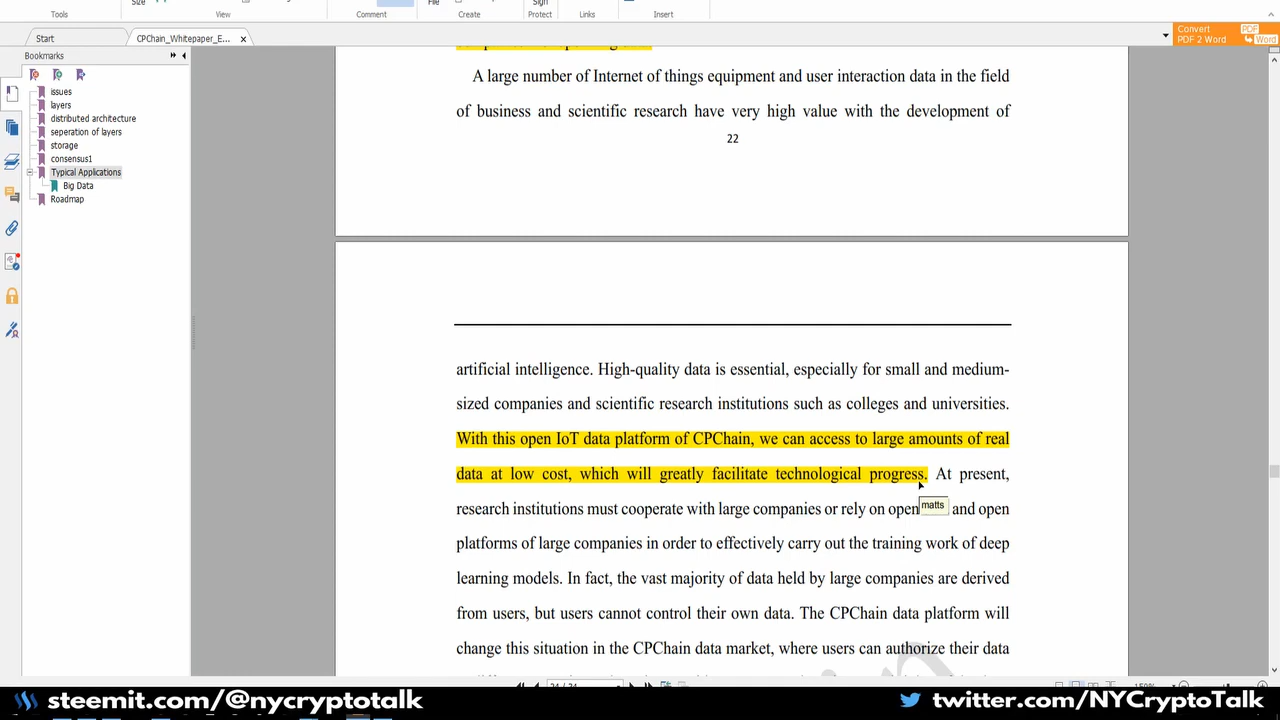 Size
File
Sign
Tools
View
Comment
Create
Protect
Links
Insert
Start
CPChain_Whitepaper_E...
Convert
PDF 2 Word
PDF
Word
Bookmarks
issues
layers
distributed architecture
seperation of layers
storage
consensus1
Typical Applications
Big Data
Roadmap
A large number of Internet of things equipment and user interaction data in the field
of business and scientific research have very high value with the development of
22
artificial intelligence. High-quality data is essential, especially for small and medium-
sized companies and scientific research institutions such as colleges and universities.
With this open IoT data platform of CPChain, we can access to large amounts of real
data at low cost, which will greatly facilitate technological progress. At present,
research institutions must cooperate with large companies or rely on open and open
matts
platforms of large companies in order to effectively carry out the training work of deep
learning models. In fact, the vast majority of data held by large companies are derived
from users, but users cannot control their own data. The CPChain data platform will
change this situation in the CPChain data market, where users can authorize their data
steemit.com/@nycryptotalk
twitter.com/NYCryptoTalk